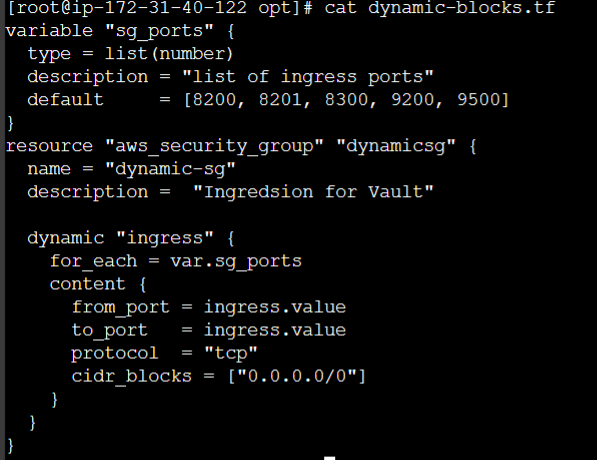 [root@ip-172-31-40-122 opt]# cat dynamic-blocks.tf
variable "sg_ports" {
  type = list(number)
  description = "list of ingress ports"
  default     = [8200, 8201, 8300, 9200, 9500]
}
resource "aws_security_group" "dynamicsg" {
  name = "dynamic-sg"
  description =  "Ingredsion for Vault"

  dynamic "ingress" {
    for_each = var.sg_ports
    content {
      from_port = ingress.value
      to_port   = ingress.value
      protocol  = "tcp"
      cidr_blocks = ["0.0.0.0/0"]
    }
  }
}